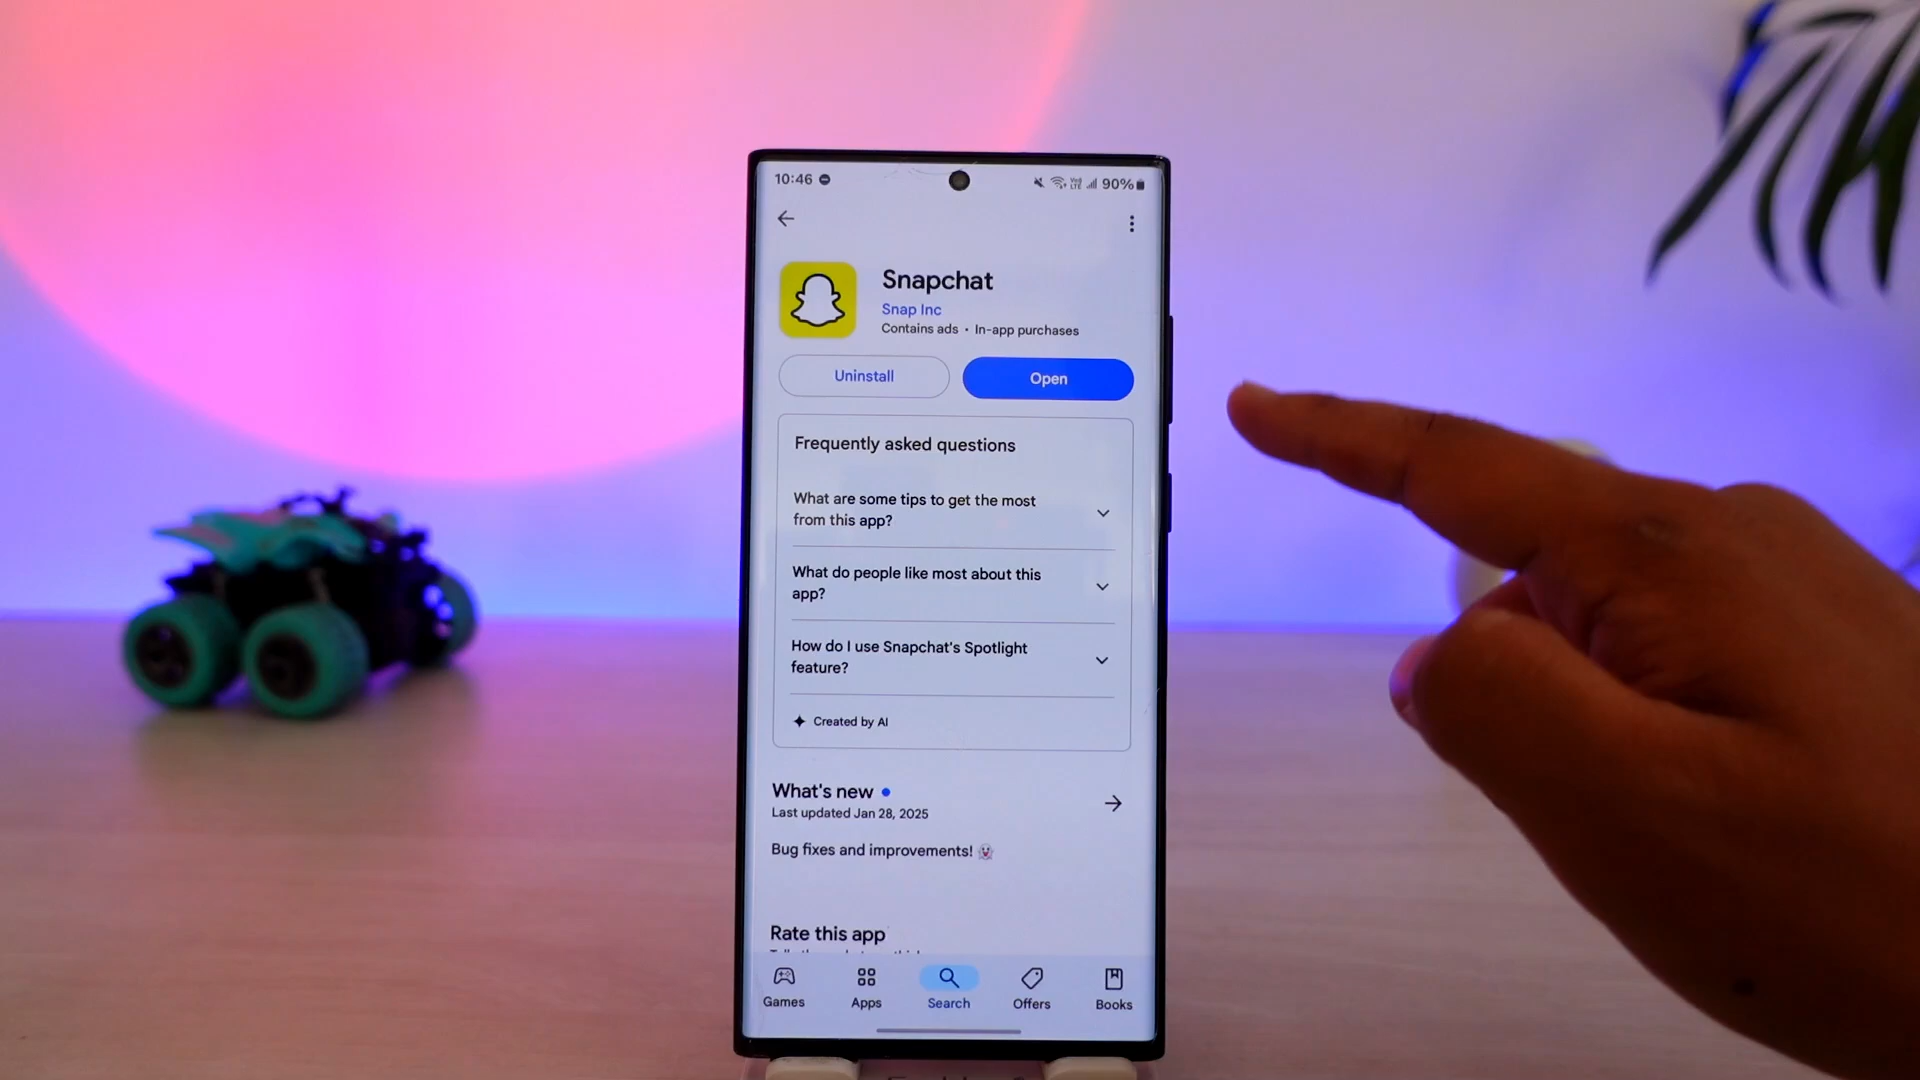 10:46
90%
Snapchat
Snap Inc
Contains ads • In-app purchases
Uninstall
Open
Frequently asked questions
What are some tips to get the most
from this app?
What do people like most about this
app?
How do I use Snapchat's Spotlight
feature?
Created by AI
What's new
Last updated Jan 28, 2025
Bug fixes and improvements! 👻
Rate this app
Games
Apps
Search
Offers
Books